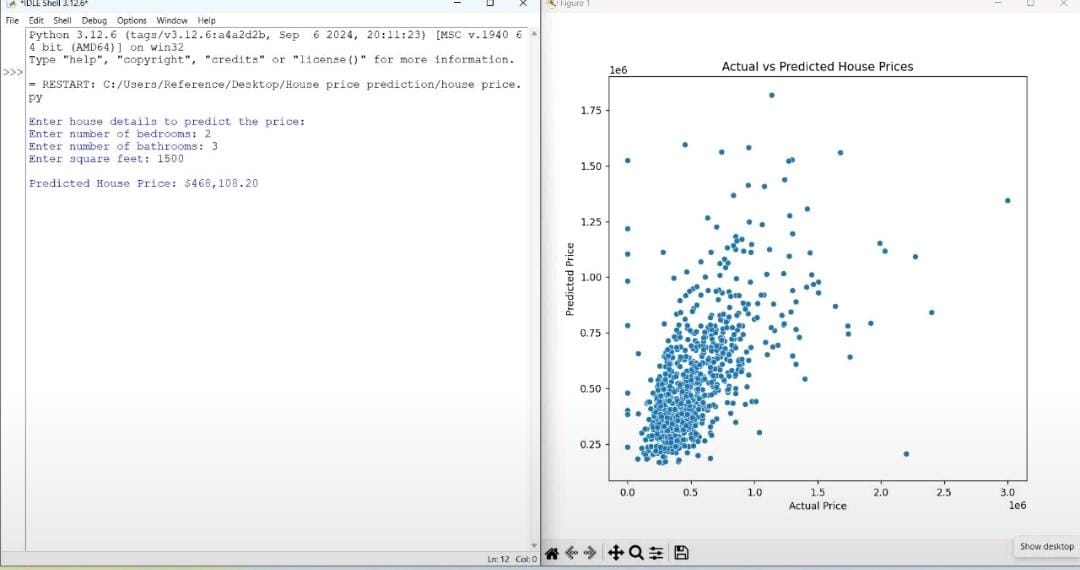 *IDLE Shell 3.12.6*
File Edit Shell Debug Options Window Help
Python 3.12.6 (tags/v3.12.6:a4a2d2b, Sep  6 2024, 20:11:23) [MSC v.1940 6
4 bit (AMD64)] on win32
Type "help", "copyright", "credits" or "license()" for more information.
>>>
= RESTART: C:/Users/Reference/Desktop/House price prediction/house price.
py
Enter house details to predict the price:
Enter number of bedrooms: 2
Enter number of bathrooms: 3
Enter square feet: 1500
Predicted House Price: $468,108.20
Ln: 12 Col: 0
Figure 1
Actual vs Predicted House Prices
1e6
1.75
1.50
1.25
1.00
0.75
0.50
0.25
Predicted Price
0.0 0.5 1.0 1.5 2.0 2.5 3.0
1e6
Actual Price
Show desktop